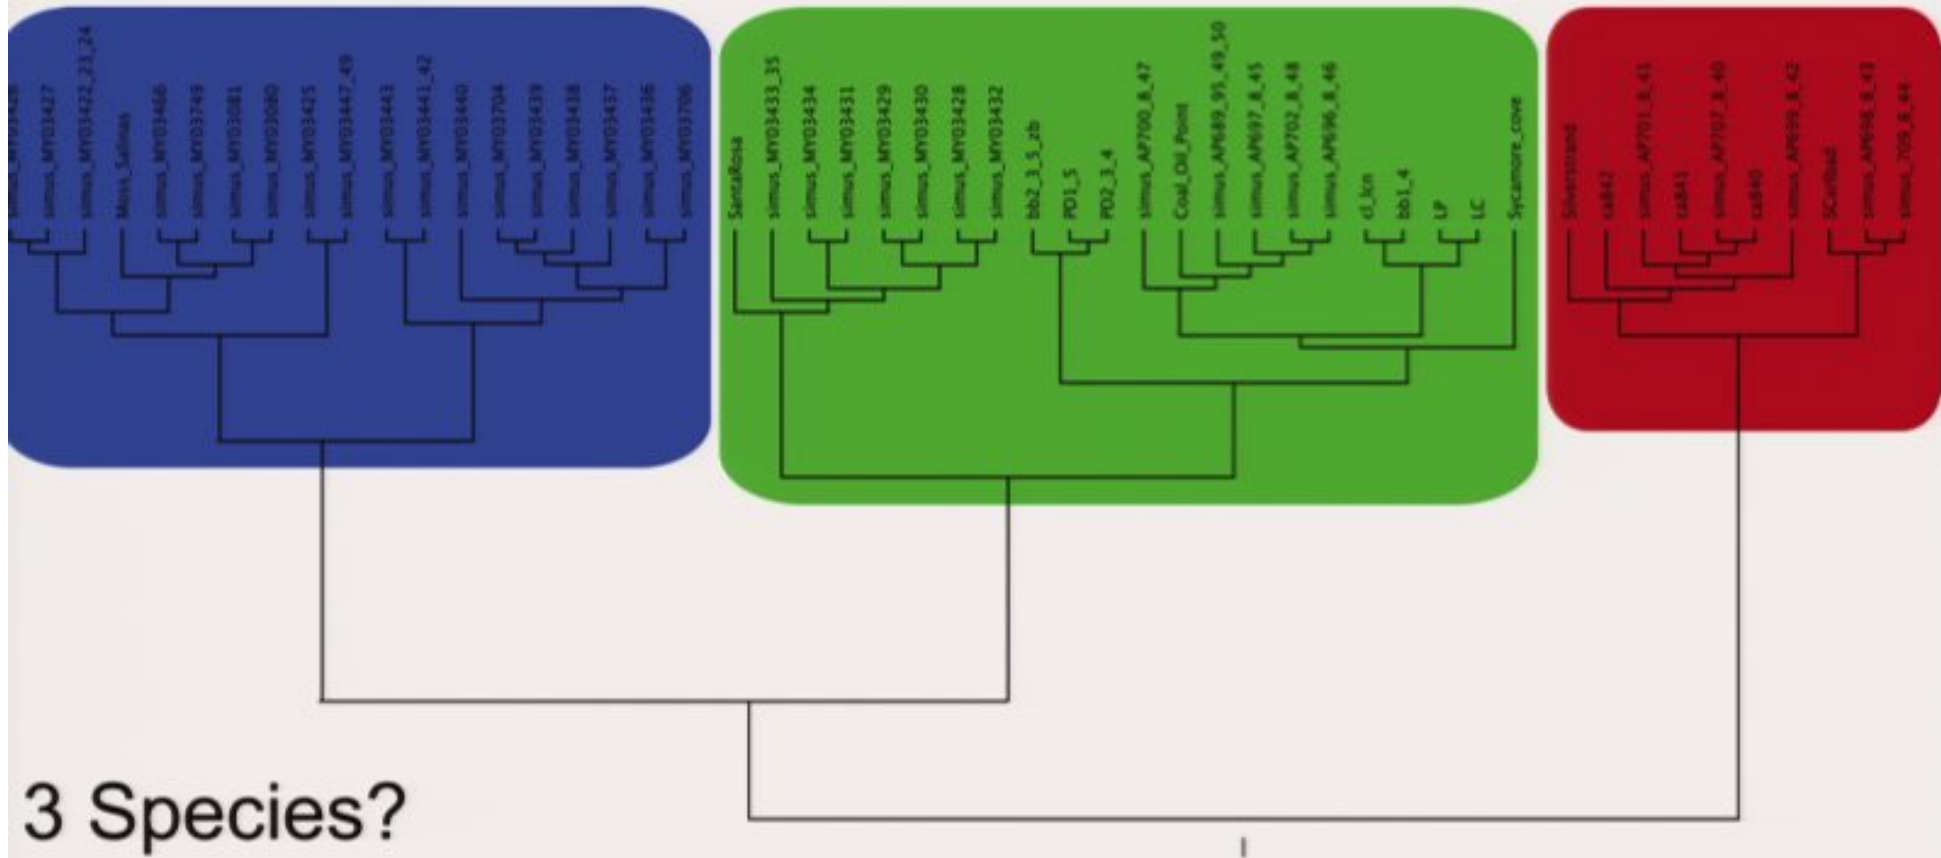 simus_MY03427
simus_MY03422_23_24
Moss_Salinas
simus_MY03466
simus_MY03749
simus_MY03081
simus_MY03080
simus_MY03425
simus_MY03447_49
simus_MY03443
simus_MY03441_42
simus_MY03440
simus_MY03704
simus_MY03439
simus_MY03438
simus_MY03437
simus_MY03436
simus_MY03706
SantaRosa
simus_MY03433_35
simus_MY03434
simus_MY03431
simus_MY03429
simus_MY03430
simus_MY03428
simus_MY03432
bb2_3_5_zb
PD1_5
PD2_3_4
simus_AP700_8_47
Coal_Oil_Point
simus_AP689_95_49_50
simus_AP697_8_45
simus_AP702_8_48
simus_AP696_8_46
cl_lcn
bb1_4
LP
LC
Sycamore_cove
Silverstrand
ca842
simus_AP701_8_41
ca841
simus_AP707_8_40
ca840
simus_AP699_8_42
SCarlbad
simus_AP698_8_43
simus_709_8_44
3 Species?